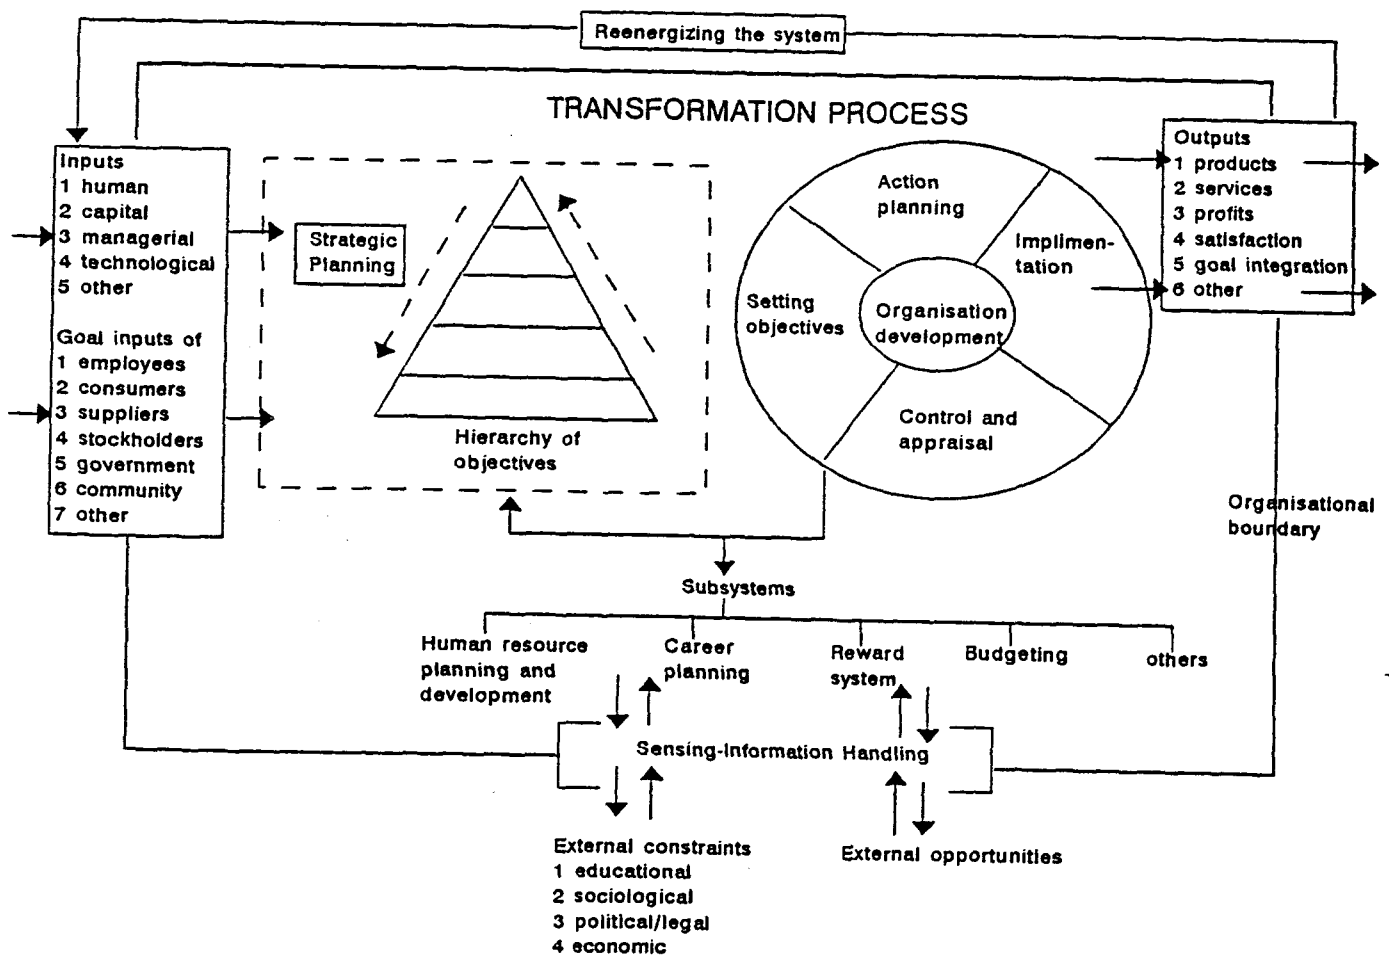 Reenergizing the system
TRANSFORMATION PROCESS
Inputs
1 human
2 capital
3 managerial
4 technological
5 other
Goal inputs of
1 employees
2 consumers
3 suppliers
4 stockholders
5 government
6 community
7 other
Strategic
Planning
Hierarchy of
objectives
Action
planning
Implimen-
tation
Setting
objectives
Organisation
development
Control and
appraisal
Outputs
1 products
2 services
3 profits
4 satisfaction
5 goal integration
6 other
Organisational
boundary
Subsystems
Human resource
planning and
development
Career
planning
Reward
system
Budgeting
others
Sensing-Information Handling
External constraints
1 educational
2 sociological
3 political/legal
4 economic
External opportunities